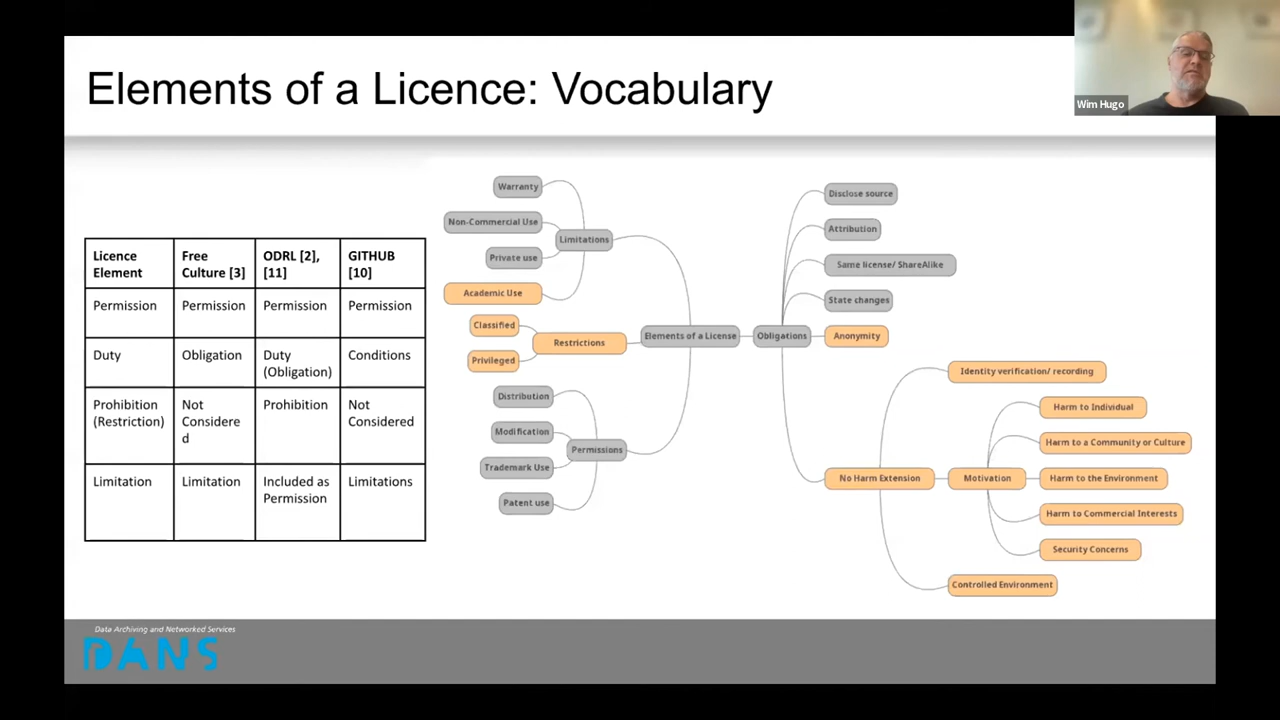 Elements of a Licence: Vocabulary
Wim Hugo
Licence
Element
Free
Culture [3]
ODRL [2],
[11]
GITHUB
[10]
Permission
Permission
Permission
Permission
Duty
Obligation
Duty
(Obligation)
Conditions
Prohibition
(Restriction)
Not
Considere
d
Prohibition
Not
Considered
Limitation
Limitation
Included as
Permission
Limitations
Warranty
Non-Commercial Use
Private use
Academic Use
Limitations
Classified
Privileged
Restrictions
Distribution
Modification
Trademark Use
Patent use
Permissions
Elements of a License
Obligations
Disclose source
Attribution
Same license/ ShareAlike
State changes
Anonymity
No Harm Extension
Identity verification/ recording
Motivation
Harm to Individual
Harm to a Community or Culture
Harm to the Environment
Harm to Commercial Interests
Security Concerns
Controlled Environment
Data Archiving and Networked Services
DANS